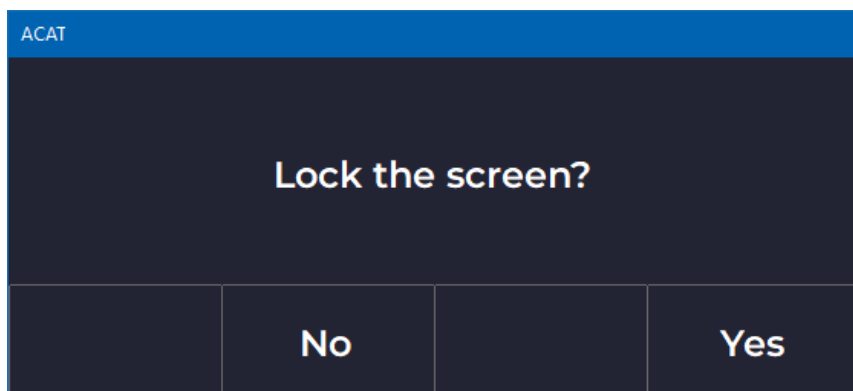 ACAT
Lock the screen?
No
Yes